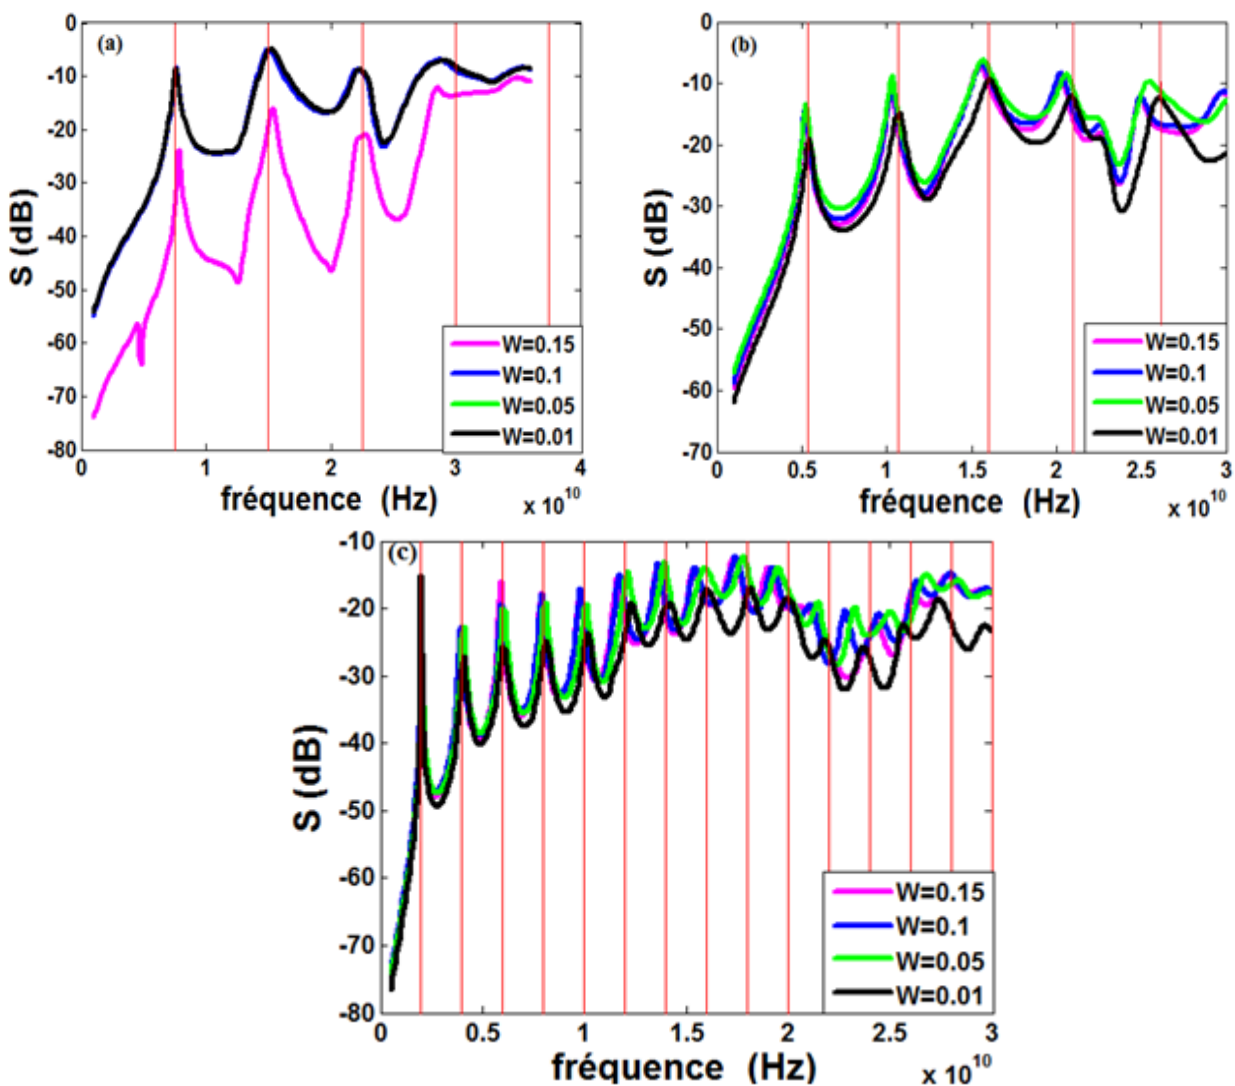 (a)
0
-10
-20
-30
-40
-50
-60
-70
-80
S (dB)
0 1 2 3 4
fréquence (Hz)
x 10^10
W=0.15
W=0.1
W=0.05
W=0.01
(b)
0
-10
-20
-30
-40
-50
-60
-70
S (dB)
0 0.5 1 1.5 2 2.5 3
fréquence (Hz)
x 10^10
W=0.15
W=0.1
W=0.05
W=0.01
(c)
-10
-20
-30
-40
-50
-60
-70
-80
S (dB)
0 0.5 1 1.5 2 2.5 3
fréquence (Hz)
x 10^10
W=0.15
W=0.1
W=0.05
W=0.01